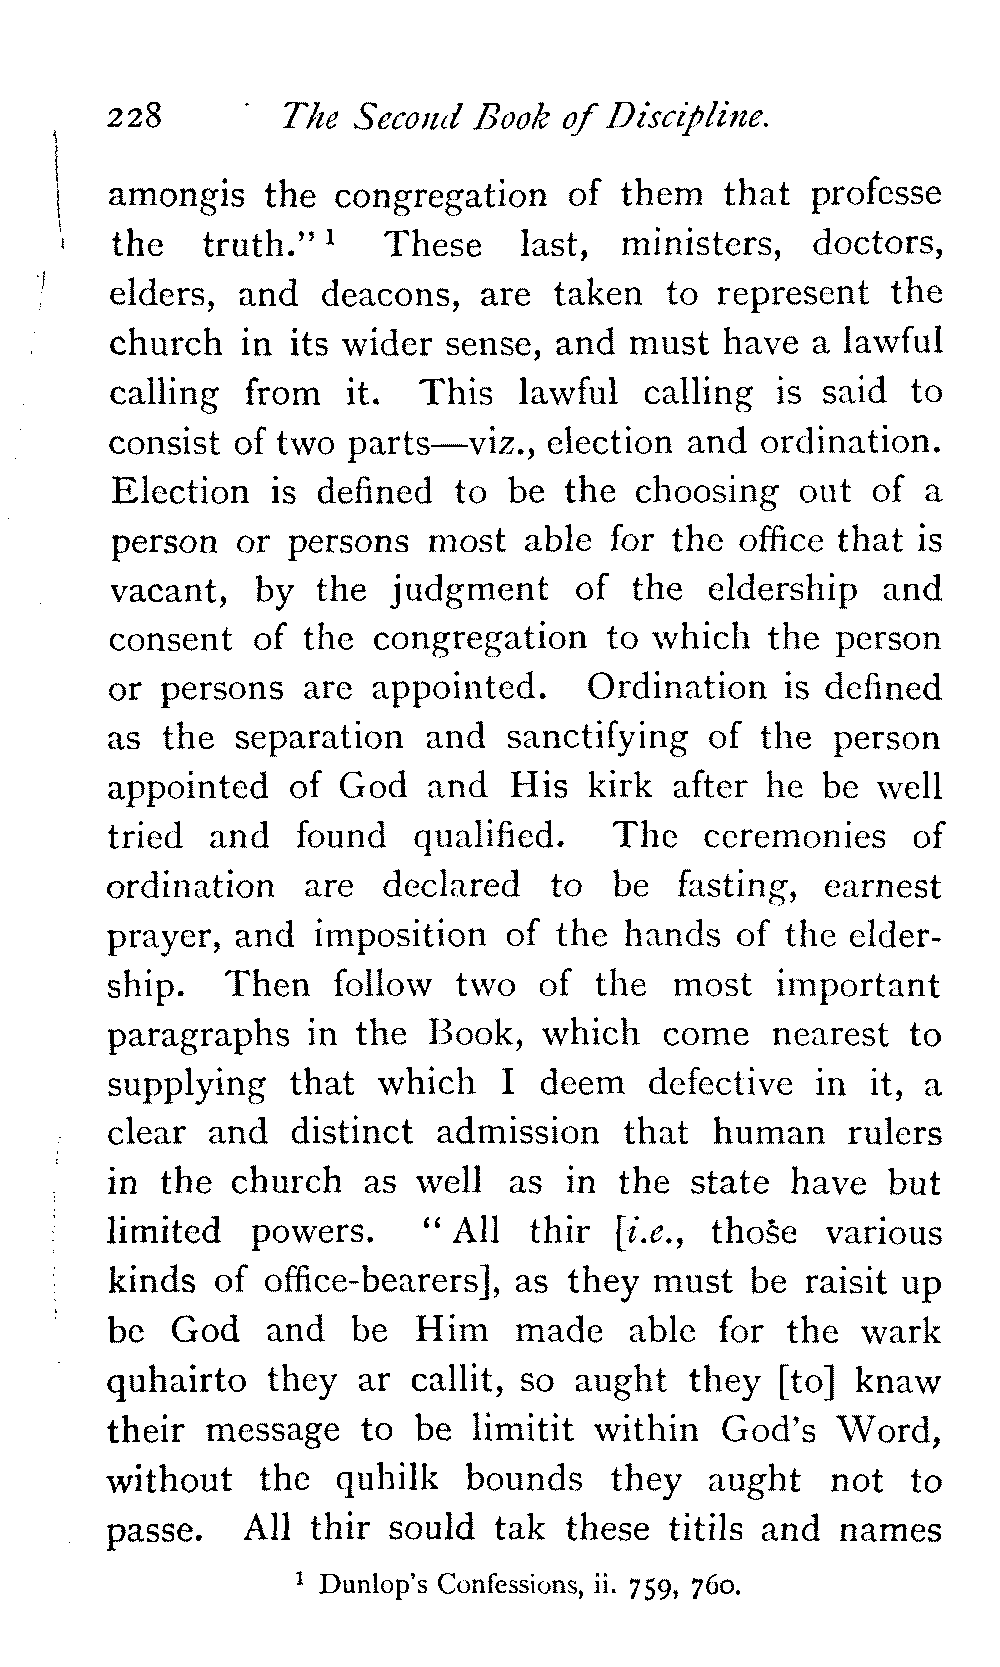 228 The Second Book of Discipline.
amongis the congregation of them that professe
the truth." 1 These last, ministers, doctors,
elders, and deacons, are taken to represent the
church in its wider sense, and must have a lawful
calling from it. This lawful calling is said to
consist of two parts—viz., election and ordination.
Election is defined to be the choosing out of a
person or persons most able for the office that is
vacant, by the judgment of the eldership and
consent of the congregation to which the person
or persons are appointed. Ordination is defined
as the separation and sanctifying of the person
appointed of God and His kirk after he be well
tried and found qualified. The ceremonies of
ordination are declared to be fasting, earnest
prayer, and imposition of the hands of the elder-
ship. Then follow two of the most important
paragraphs in the Book, which come nearest to
supplying that which I deem defective in it, a
clear and distinct admission that human rulers
in the church as well as in the state have but
limited powers. "All thir [i.e., those various
kinds of office-bearers], as they must be raisit up
be God and be Him made able for the wark
quhairto they ar callit, so aught they [to] knaw
their message to be limitit within God's Word,
without the quhilk bounds they aught not to
passe. All thir sould tak these titils and names
1 Dunlop's Confessions, ii. 759, 760.